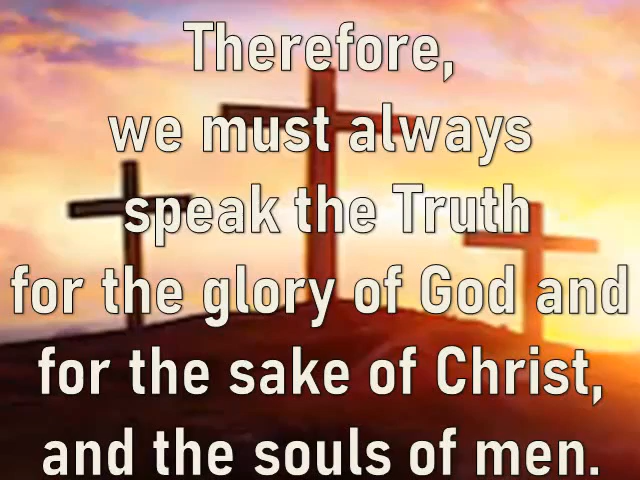 Therefore,
we must always
speak the Truth
for the glory of God and
for the sake of Christ,
and the souls of men.